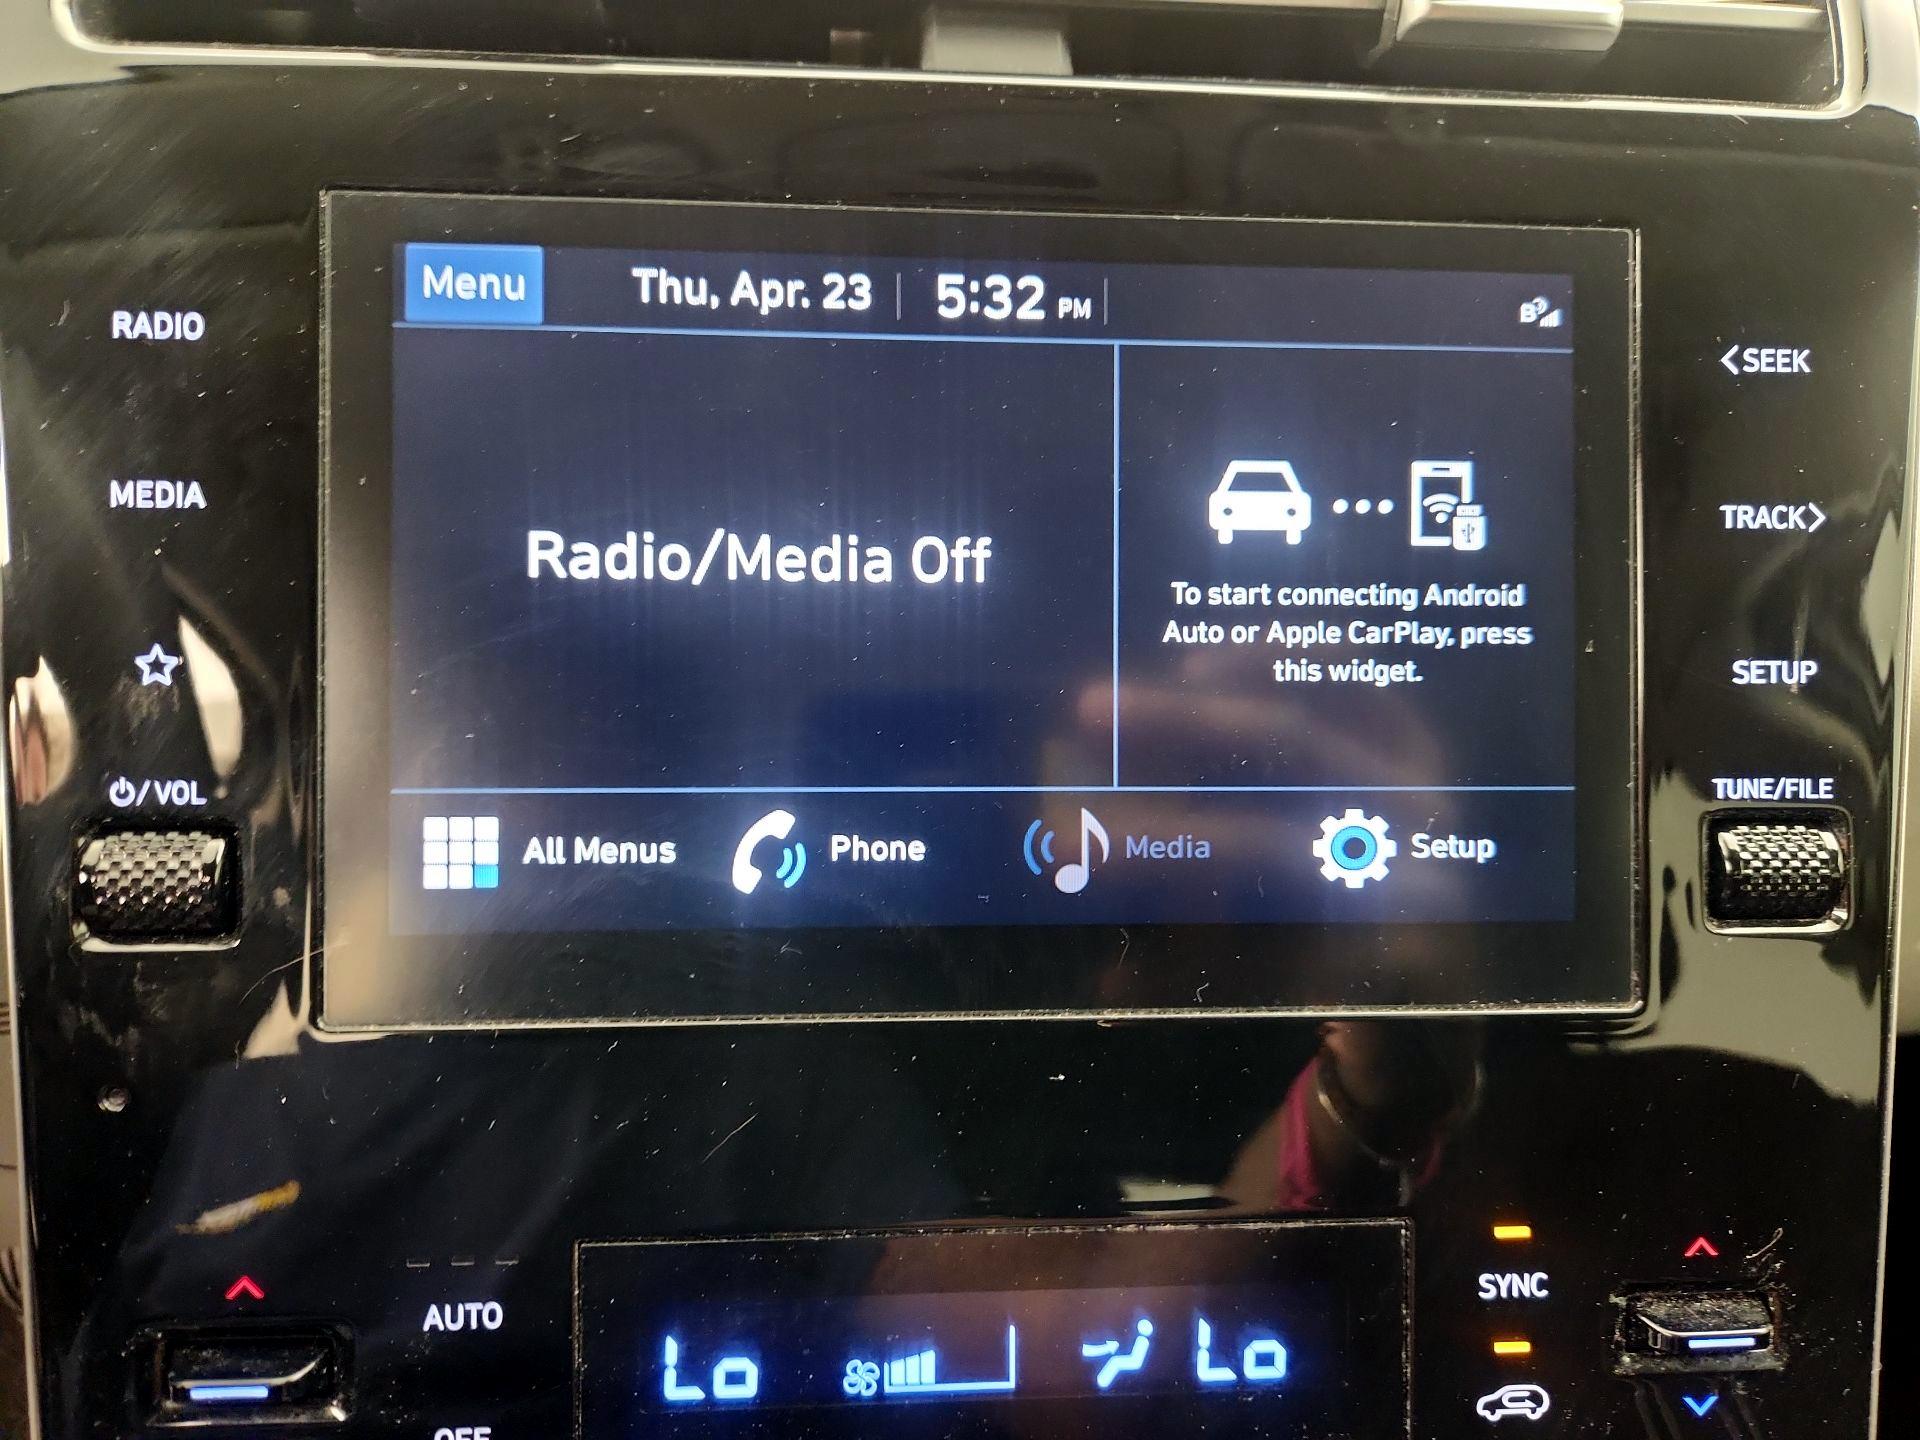 Menu
Thu, Apr. 23
5:32 PM
B
RADIO
MEDIA
/VOL
Radio/Media Off
To start connecting Android
Auto or Apple CarPlay, press
this widget.
<SEEK
TRACK>
SETUP
TUNE/FILE
All Menus
Phone
Media
Setup
AUTO
OFF
Lo
Lo
SYNC